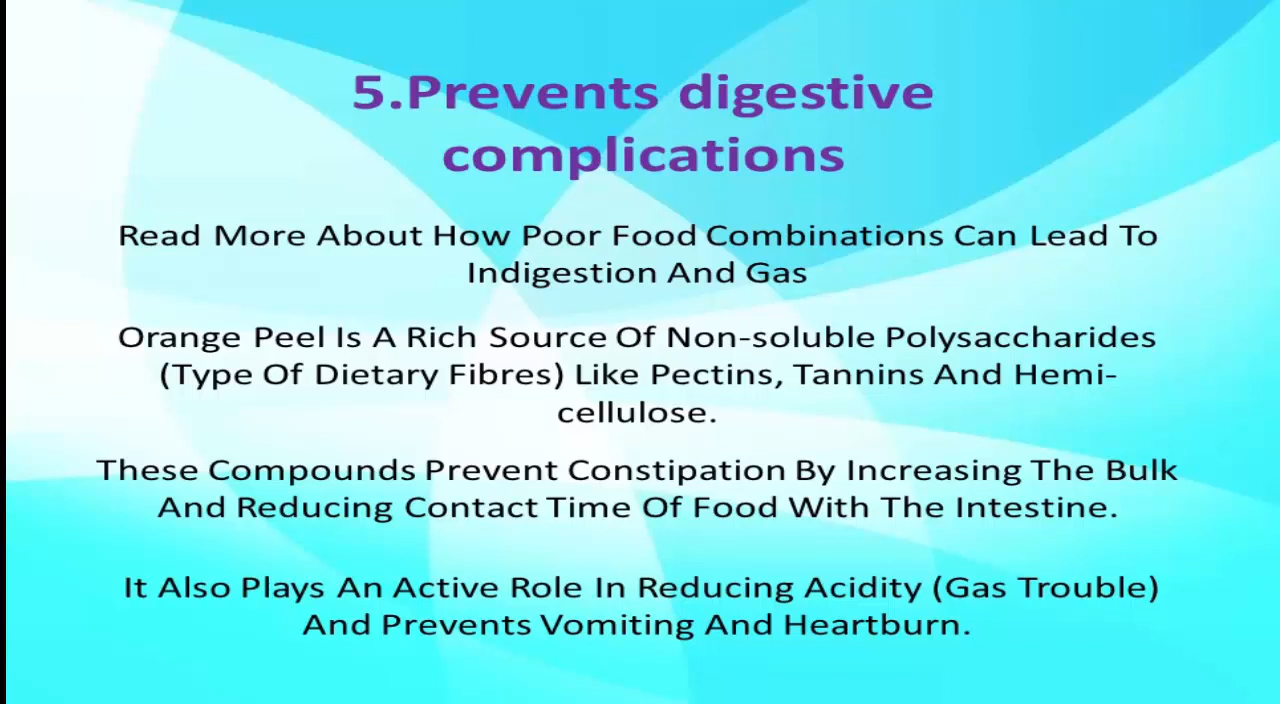 5.Prevents digestive
complications
Read More About How Poor Food Combinations Can Lead To
Indigestion And Gas
Orange Peel Is A Rich Source Of Non-soluble Polysaccharides
(Type Of Dietary Fibres) Like Pectins, Tannins And Hemi-
cellulose.
These Compounds Prevent Constipation By Increasing The Bulk
And Reducing Contact Time Of Food With The Intestine.
It Also Plays An Active Role In Reducing Acidity (Gas Trouble)
And Prevents Vomiting And Heartburn.